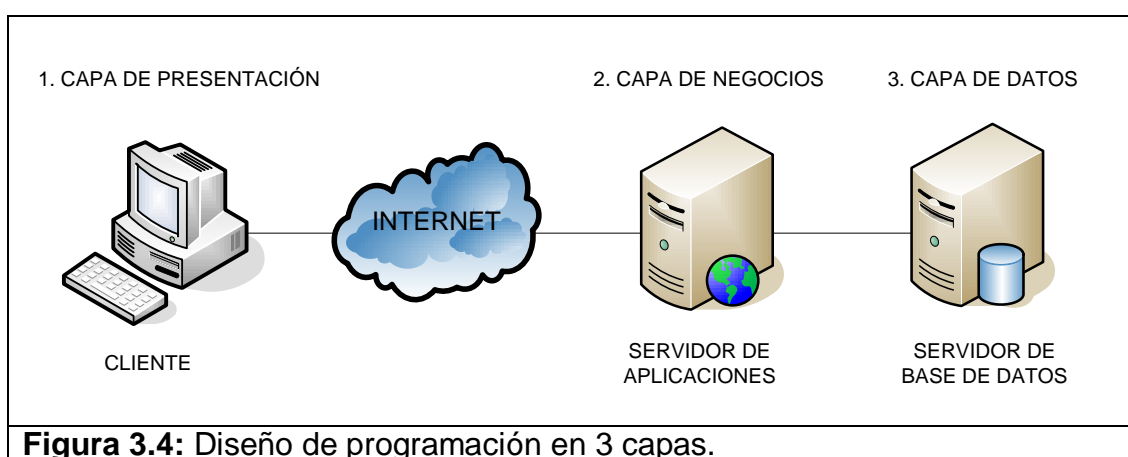 1. CAPA DE PRESENTACIÓN
2. CAPA DE NEGOCIOS
3. CAPA DE DATOS
INTERNET
CLIENTE
SERVIDOR DE
APLICACIONES
SERVIDOR DE
BASE DE DATOS
Figura 3.4: Diseño de programación en 3 capas.